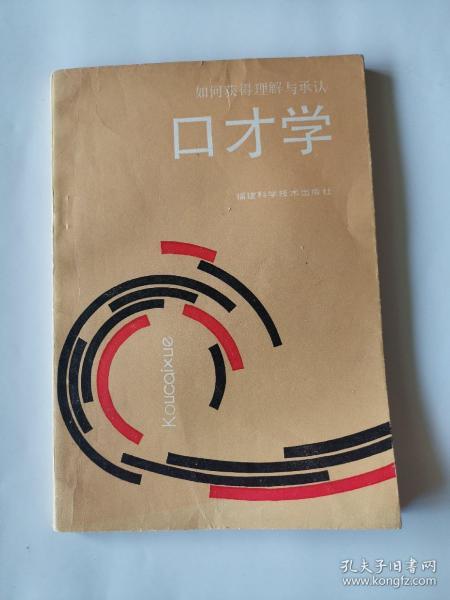 如何获得理解与承认
口才学
福建科学技术出版社
Koucaixue
孔夫子旧书网
www.kongfz.com